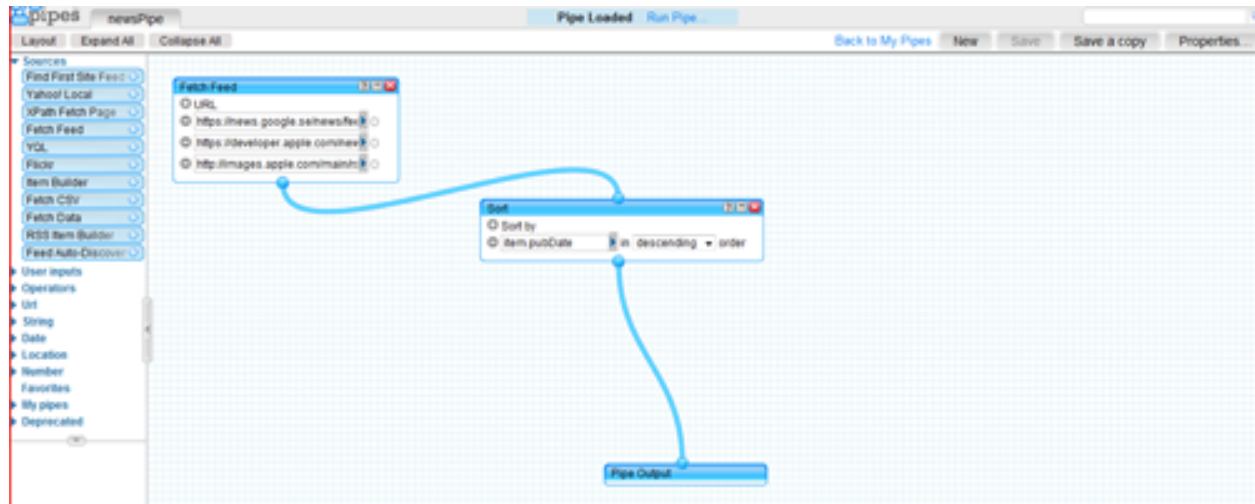 pipes newsPipe Pipe Loaded Run Pipe...
Layout Expand All Collapse All Back to My Pipes New Save Save a copy Properties...
Sources
Find First Site Feed
Yahoo! Local
XPath Fetch Page
Fetch Feed
YQL
Flickr
Item Builder
Fetch CSV
Fetch Data
RSS Item Builder
Feed Auto-Discover
User inputs
Operators
Url
String
Date
Location
Number
Favorites
My pipes
Deprecated
Fetch Feed
URL
https://news.google.se/news/fee
https://developer.apple.com/new
http://images.apple.com/main/rs
Sort
Sort by
item.pubDate in descending order
Pipe Output